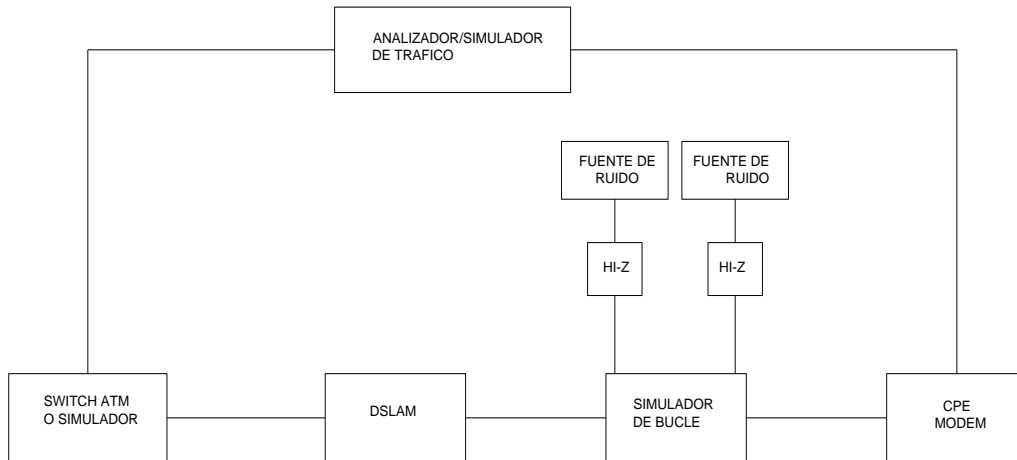 ANALIZADOR/SIMULADOR
DE TRAFICO
FUENTE DE
RUIDO
FUENTE DE
RUIDO
HI-Z
HI-Z
SWITCH ATM
O SIMULADOR
DSLAM
SIMULADOR
DE BUCLE
CPE
MODEM